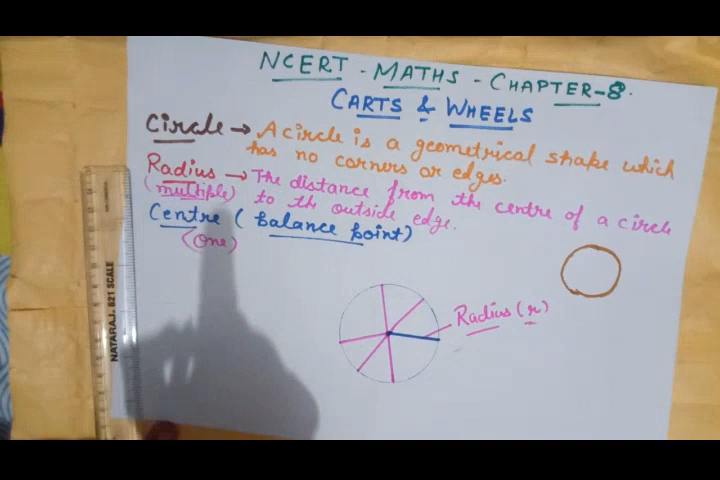 NCERT - MATHS - CHAPTER-8.
CARTS & WHEELS
Circle → A circle is a geometrical shape which
has no corners or edges.
Radius → The distance from the centre of a circle
(multiple) to the outside edge.
Centre (balance point)
(one)
Radius (r)
NATARAJ. 621 SCALE